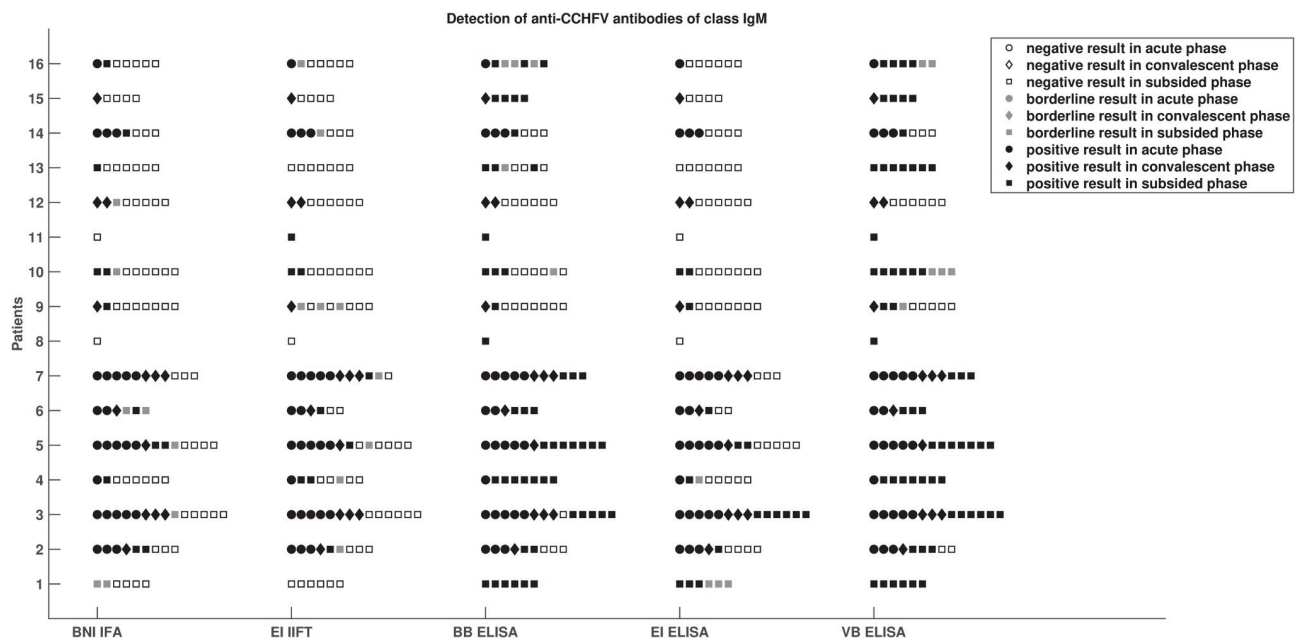 Detection of anti-CCHFV antibodies of class IgM
negative result in acute phase
negative result in convalescent phase
negative result in subsided phase
borderline result in acute phase
borderline result in convalescent phase
borderline result in subsided phase
positive result in acute phase
positive result in convalescent phase
positive result in subsided phase
Patients
16
15
14
13
12
11
10
9
8
7
6
5
4
3
2
1
BNI IFA
EI IIFT
BB ELISA
EI ELISA
VB ELISA